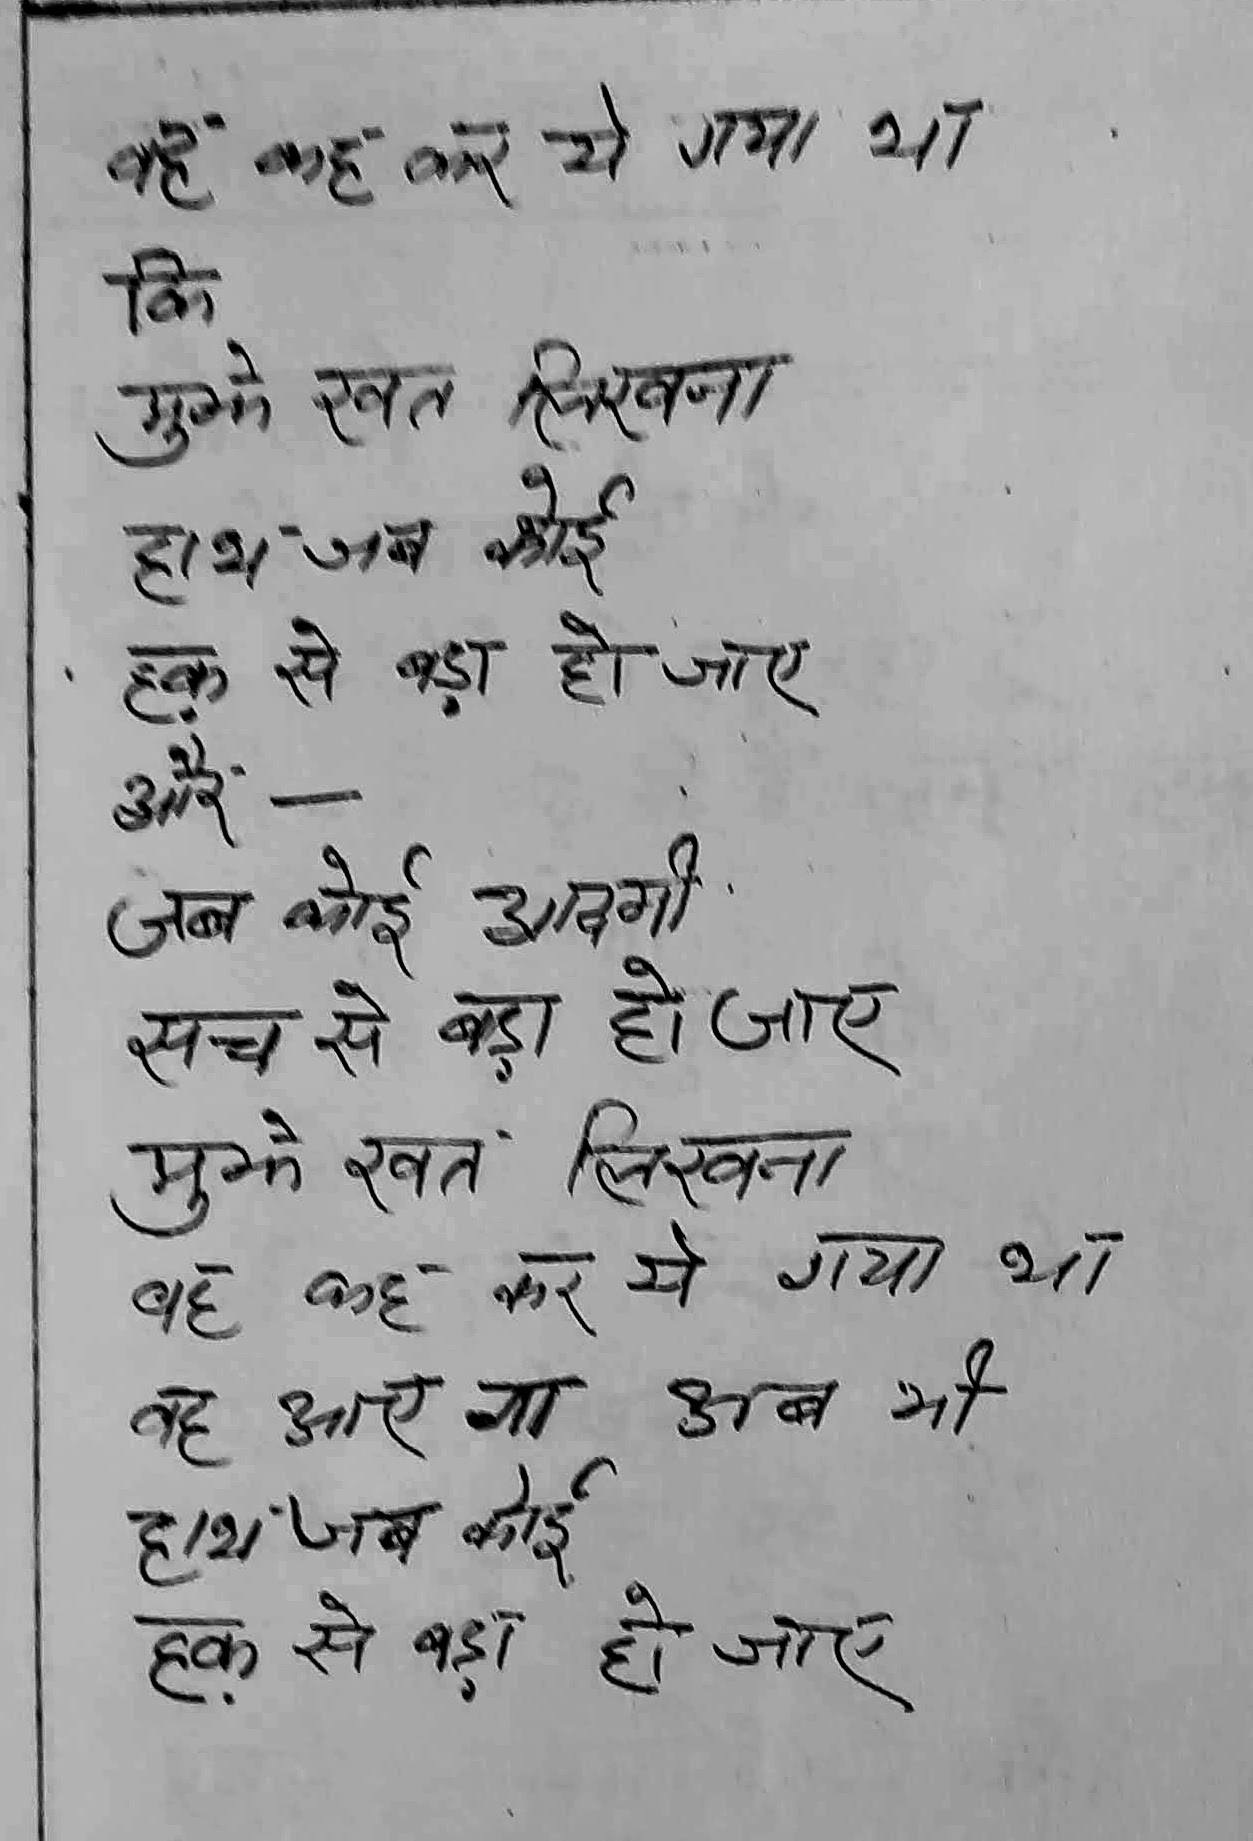 वह कह कर ये गया था
कि
मुझे खत लिखना
हाथ जब कोई
हक़ से बड़ा हो जाए
और —
जब कोई आदमी
सच से बड़ा हो जाए
मुझे खत लिखना
वह कह कर ये गया था
वह आए गा अब भी
हाथ जब कोई
हक़ से बड़ा हो जाए